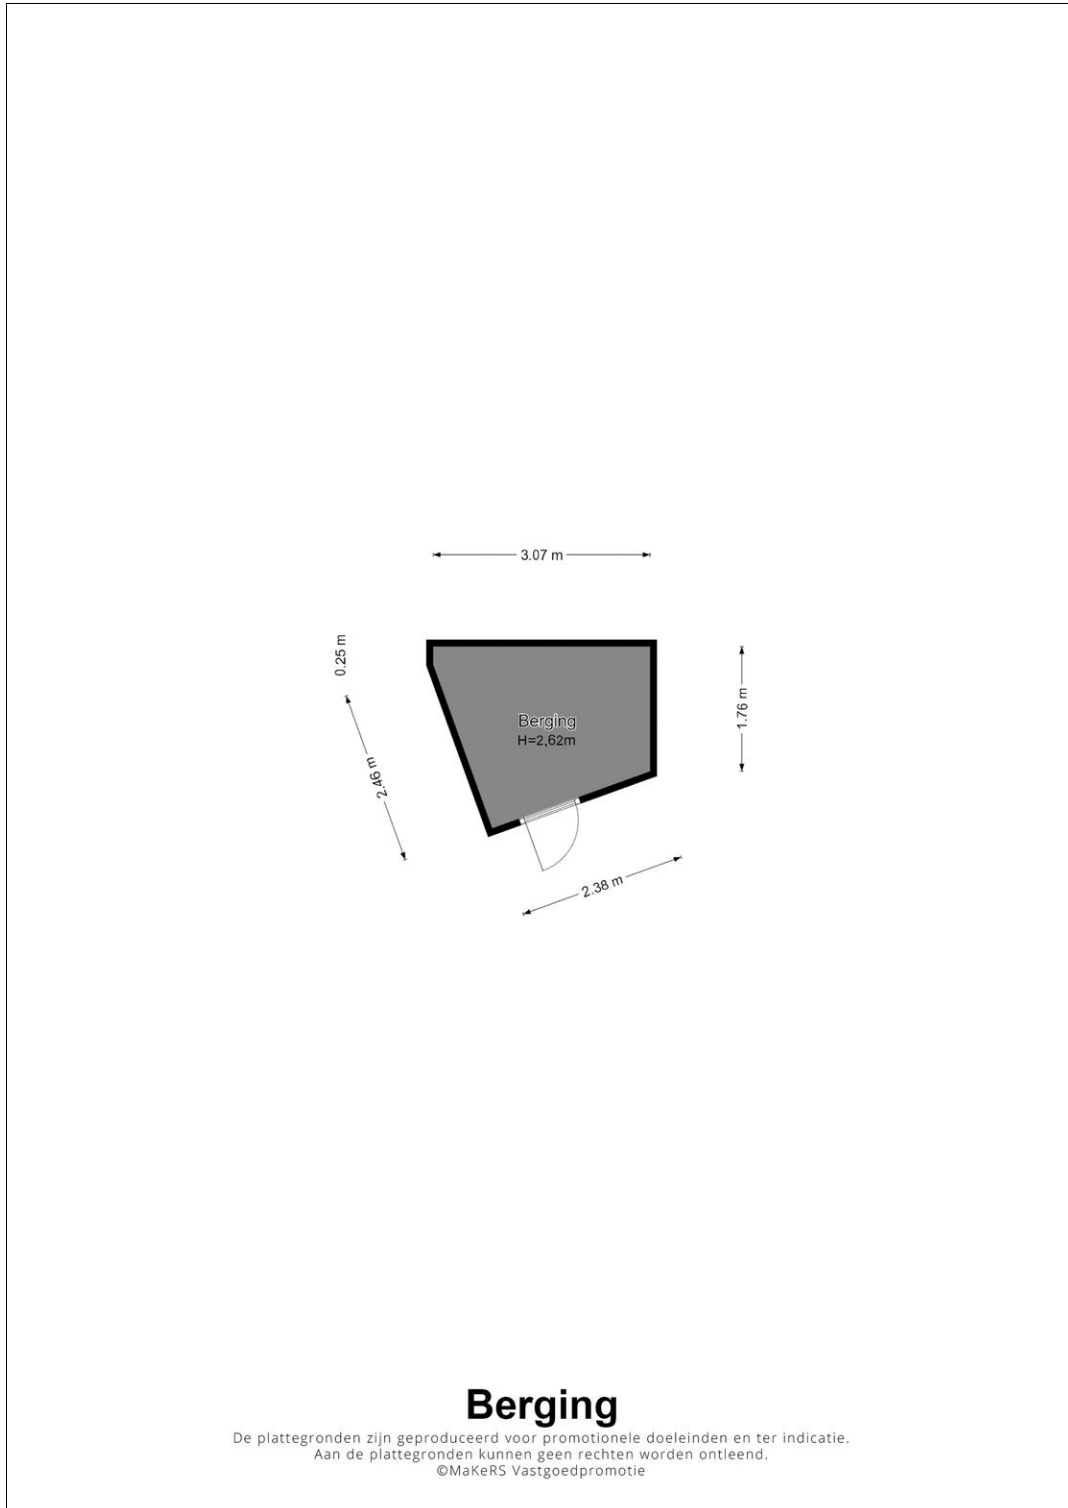 3.07 m
0.25 m
1.76 m
2.46 m
Berging
H=2,62m
2.38 m
Berging
De plattegronden zijn geproduceerd voor promotionele doeleinden en ter indicatie.
Aan de plattegronden kunnen geen rechten worden ontleend.
©MaKeRS Vastgoedpromotie